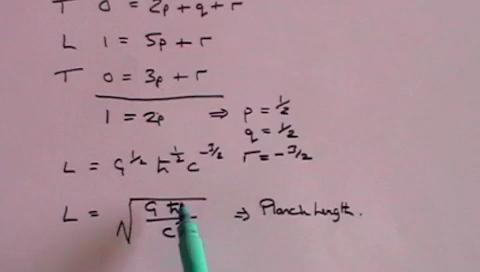 T 0 = 2p + q + r
L 1 = 5p + r
T 0 = 3p + r
1 = 2p ⇒ p = 1/2
q = 1/2
L = G^1/2 ħ^1/2 c^-3/2 r = -3/2
L = √(Għ/c ⇒ Planck Length.